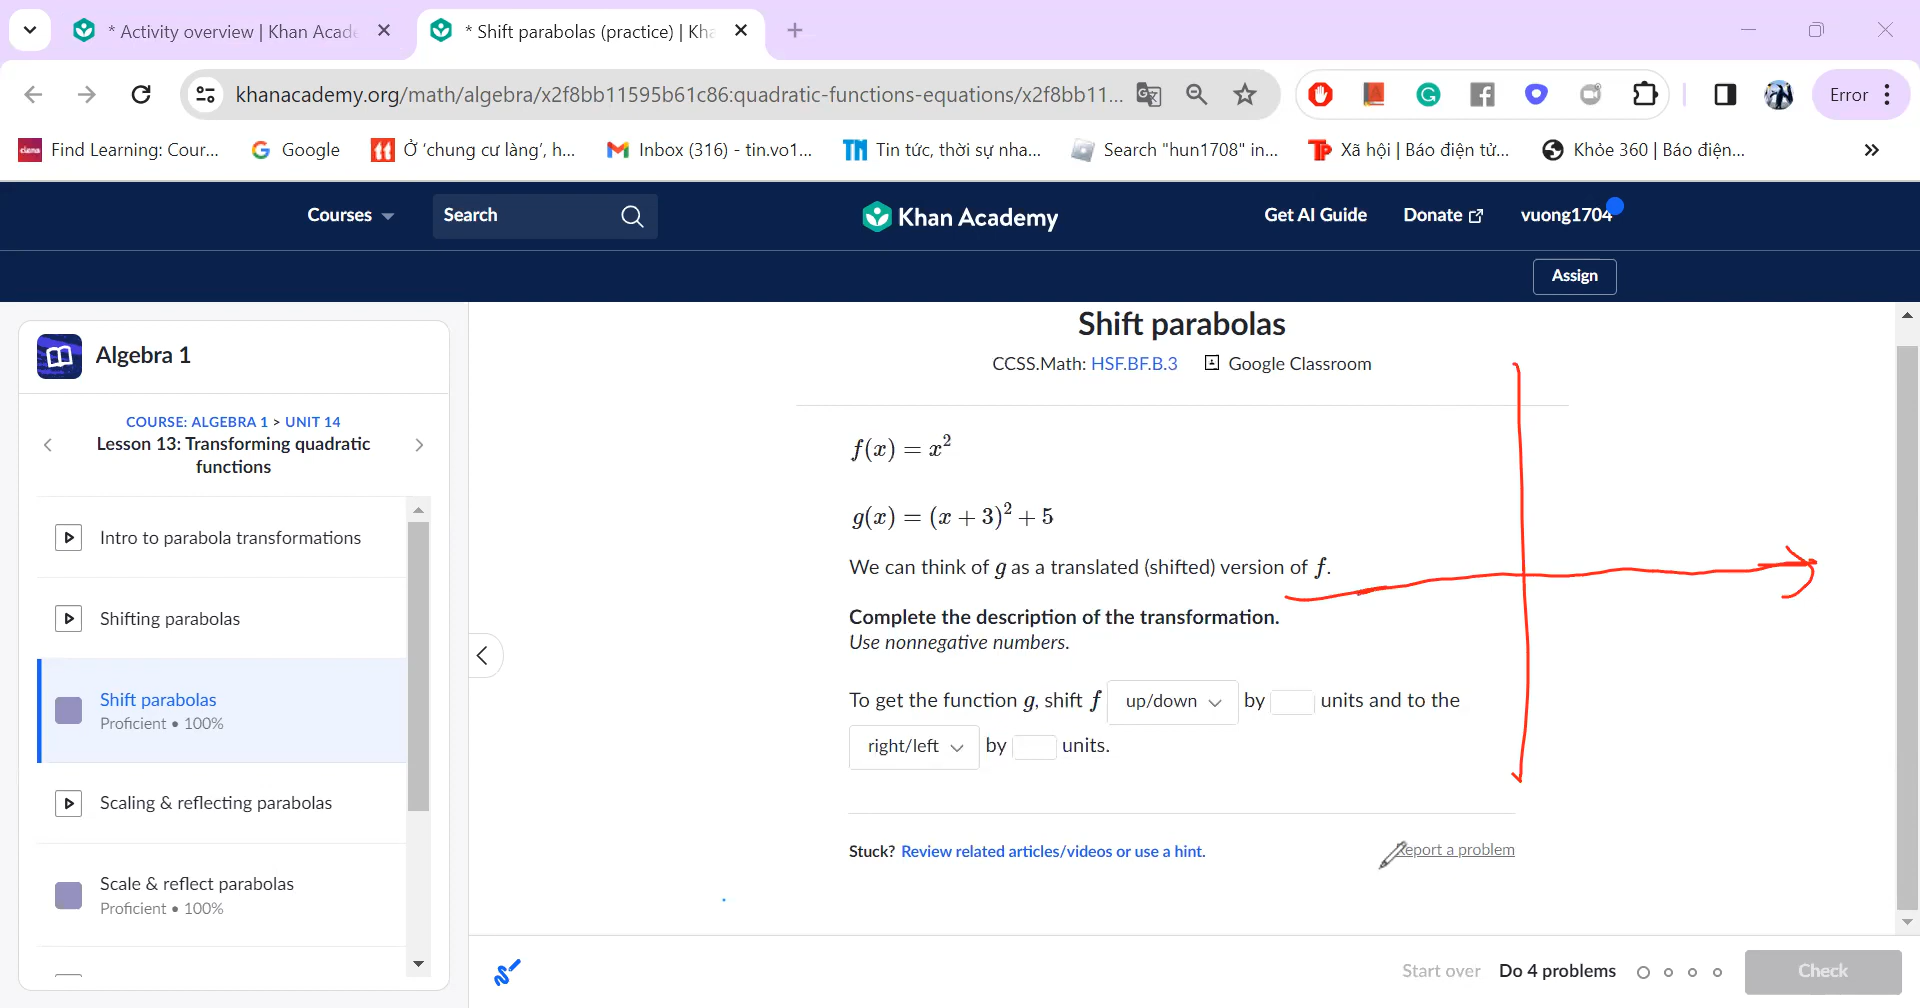 * Activity overview | Khan Acade
* Shift parabolas (practice) | Kha
khanacademy.org/math/algebra/x2f8bb11595b61c86:quadratic-functions-equations/x2f8bb11...
Error
Find Learning: Cour...
Google
Ở 'chung cư làng', h...
Inbox (316) - tin.vo1...
Tin tức, thời sự nha...
Search "hun1708" in...
Xã hội | Báo điện tử...
Khỏe 360 | Báo điện...
»
Courses
Search
Khan Academy
Get AI Guide
Donate
vuong1704
Assign
Algebra 1
COURSE: ALGEBRA 1 > UNIT 14
Lesson 13: Transforming quadratic
functions
Intro to parabola transformations
Shifting parabolas
Shift parabolas
Proficient • 100%
Scaling & reflecting parabolas
Scale & reflect parabolas
Proficient • 100%
Shift parabolas
CCSS.Math: HSF.BF.B.3
Google Classroom
f(x) = x²
g(x) = (x + 3)² + 5
We can think of g as a translated (shifted) version of f.
Complete the description of the transformation.
Use nonnegative numbers.
To get the function g, shift f up/down by units and to the
right/left by units.
Stuck? Review related articles/videos or use a hint.
Report a problem
Start over
Do 4 problems
Check